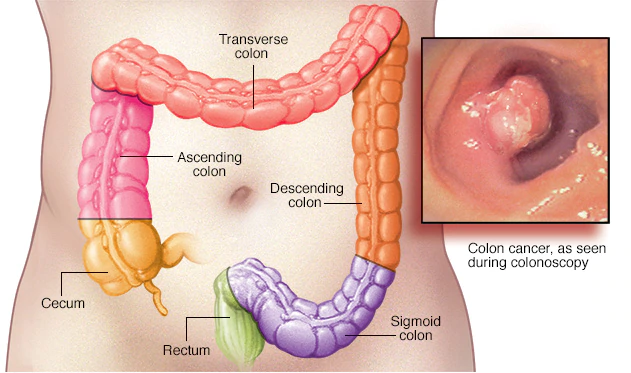 Transverse
colon
Ascending
colon
Descending
colon
Colon cancer, as seen
during colonoscopy
Cecum
Sigmoid
colon
Rectum